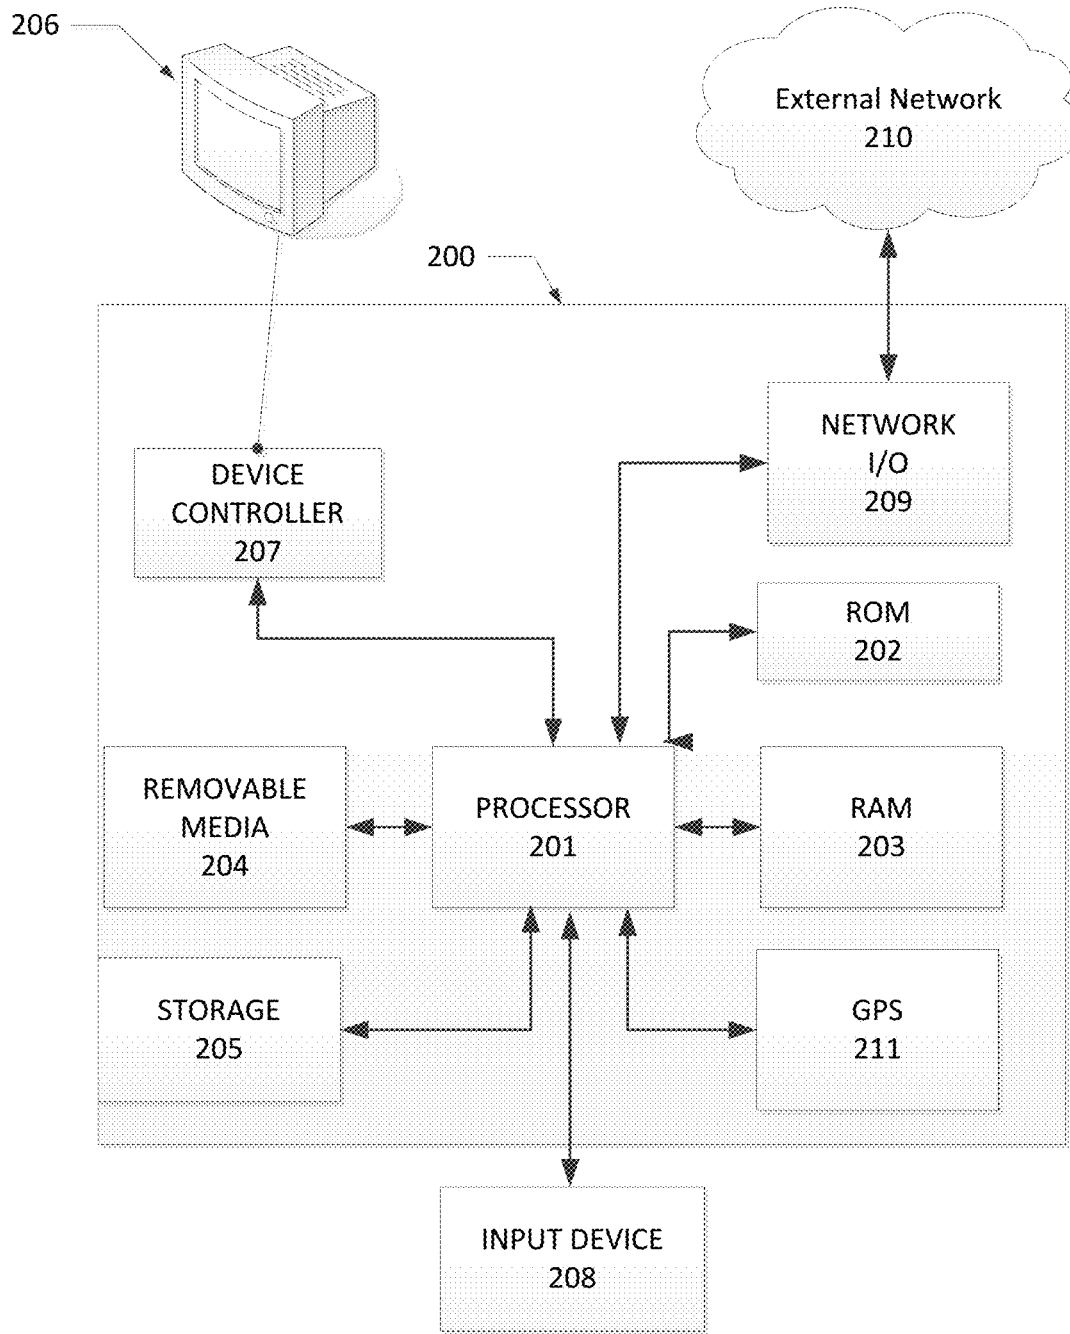 206
External Network
210
200
NETWORK
I/O
209
DEVICE
CONTROLLER
207
ROM
202
REMOVABLE
MEDIA
204
PROCESSOR
201
RAM
203
STORAGE
205
GPS
211
INPUT DEVICE
208